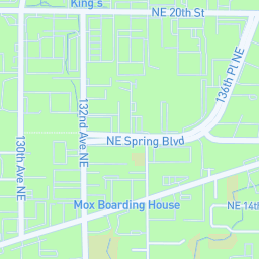 King's
NE 20th St
136th Pl NE
132nd Ave NE
130th Ave NE
NE Spring Blvd
Mox Boarding House
NE 14th